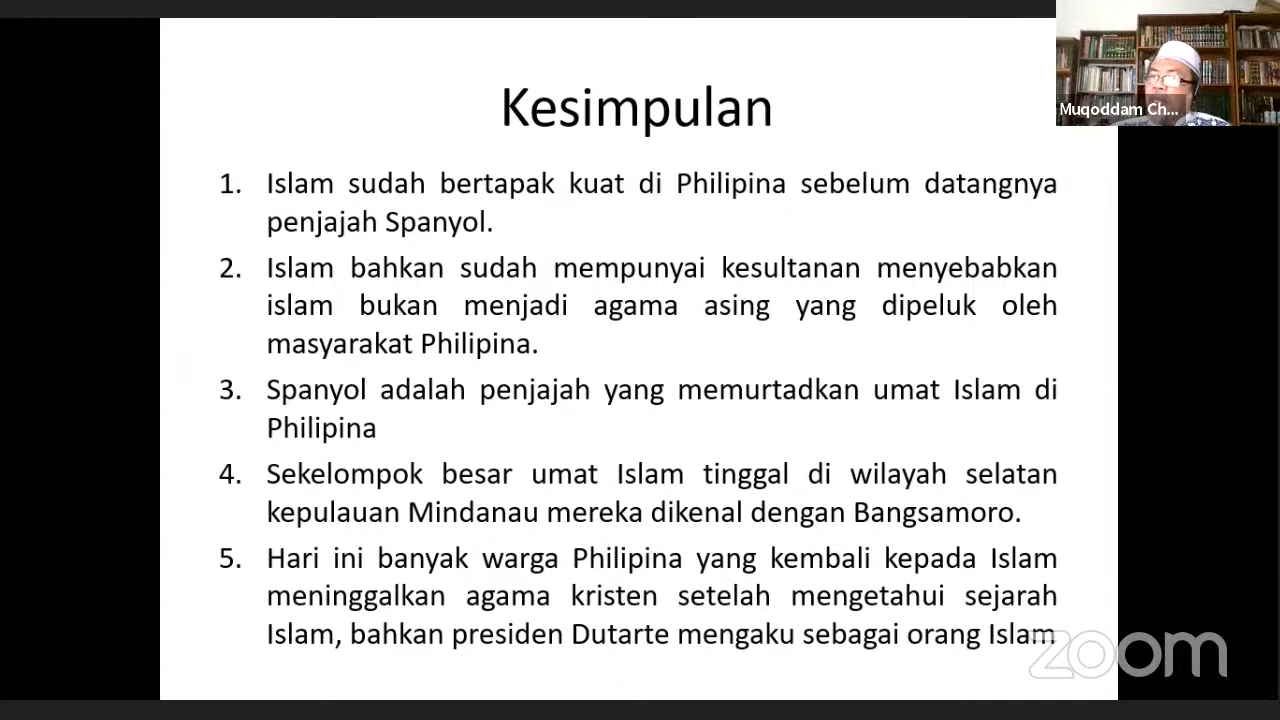 Kesimpulan
Muqoddam Ch...
1. Islam sudah bertapak kuat di Philipina sebelum datangnya
penjajah Spanyol.
2. Islam bahkan sudah mempunyai kesultanan menyebabkan
islam bukan menjadi agama asing yang dipeluk oleh
masyarakat Philipina.
3. Spanyol adalah penjajah yang memurtadkan umat Islam di
Philipina
4. Sekelompok besar umat Islam tinggal di wilayah selatan
kepulauan Mindanau mereka dikenal dengan Bangsamoro.
5. Hari ini banyak warga Philipina yang kembali kepada Islam
meninggalkan agama kristen setelah mengetahui sejarah
Islam, bahkan presiden Dutarte mengaku sebagai orang Islam.
zoom